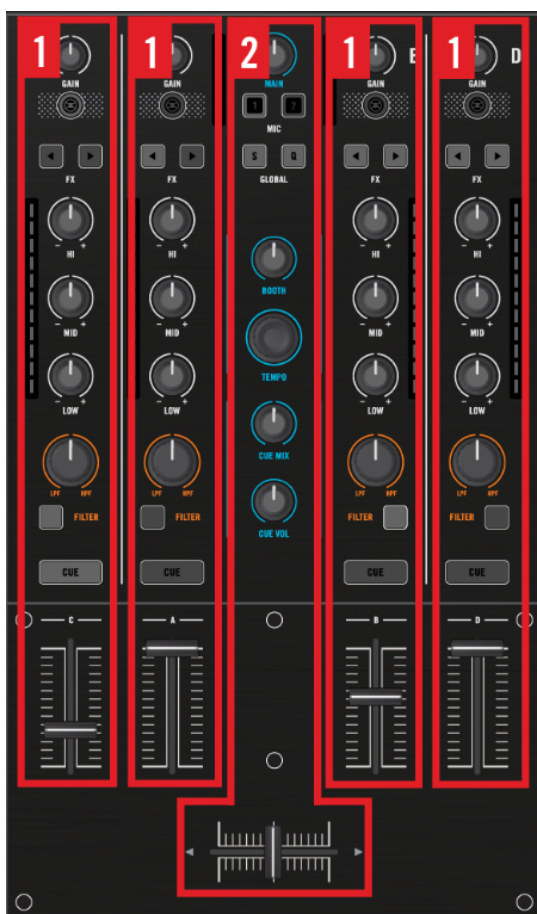 1 1 2 1 B 1 D
GAIN GAIN MAIN GAIN GAIN
1 2
MIC
S Q
FX FX GLOBAL FX FX
- + - + - + - +
HI HI HI HI
BOOTH
- + - + - + - +
MID MID MID MID
TEMPO
- + - + - + - +
LOW LOW LOW LOW
CUE MIX
LPF HPF LPF HPF LPF HPF LPF HPF
FILTER FILTER FILTER FILTER
CUE VOL
CUE CUE CUE CUE
C A B D